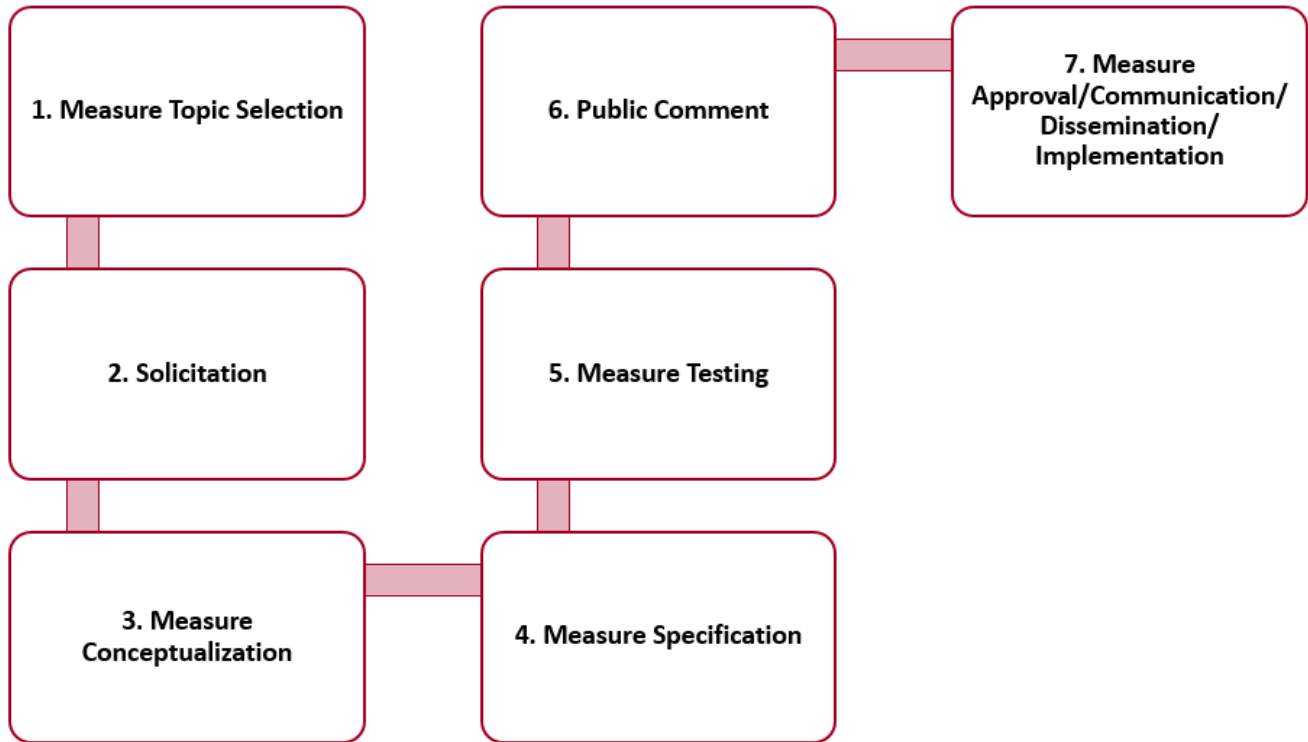 1. Measure Topic Selection
2. Solicitation
3. Measure
Conceptualization
4. Measure Specification
5. Measure Testing
6. Public Comment
7. Measure
Approval/Communication/
Dissemination/
Implementation